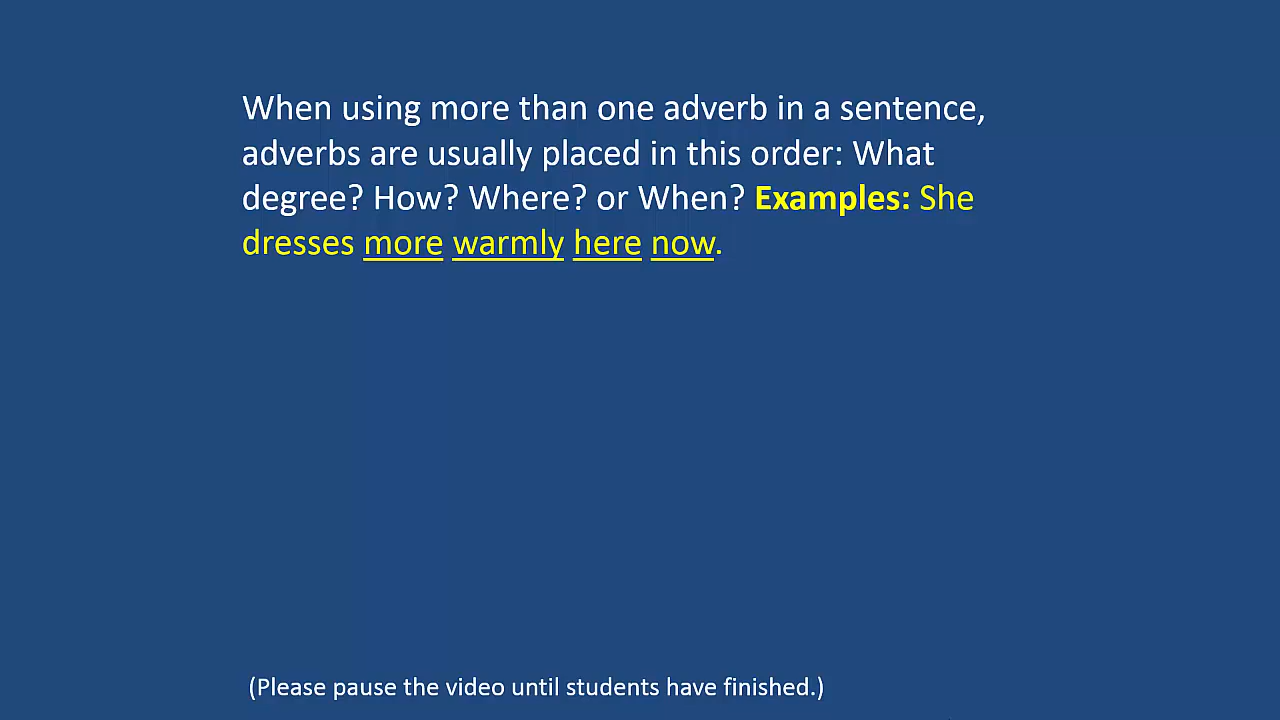 When using more than one adverb in a sentence,
adverbs are usually placed in this order: What
degree? How? Where? or When? Examples: She
dresses more warmly here now.
(Please pause the video until students have finished.)